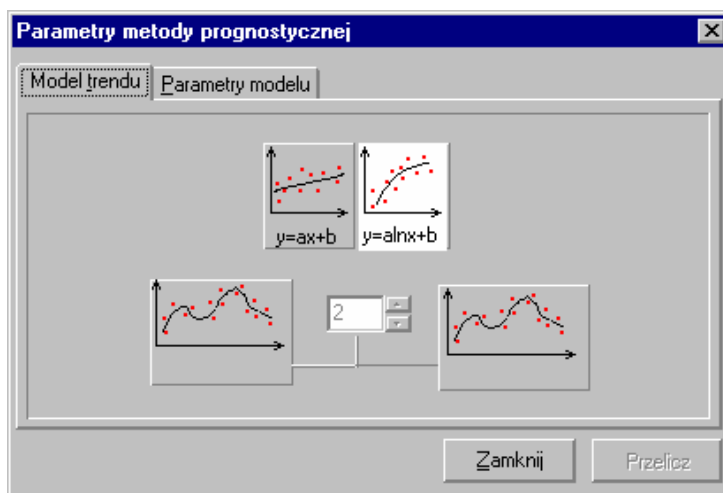 Parametry metody prognostycznej
Model trendu Parametry modelu
y=ax+b y=alnx+b
2
Zamknij Przelicz